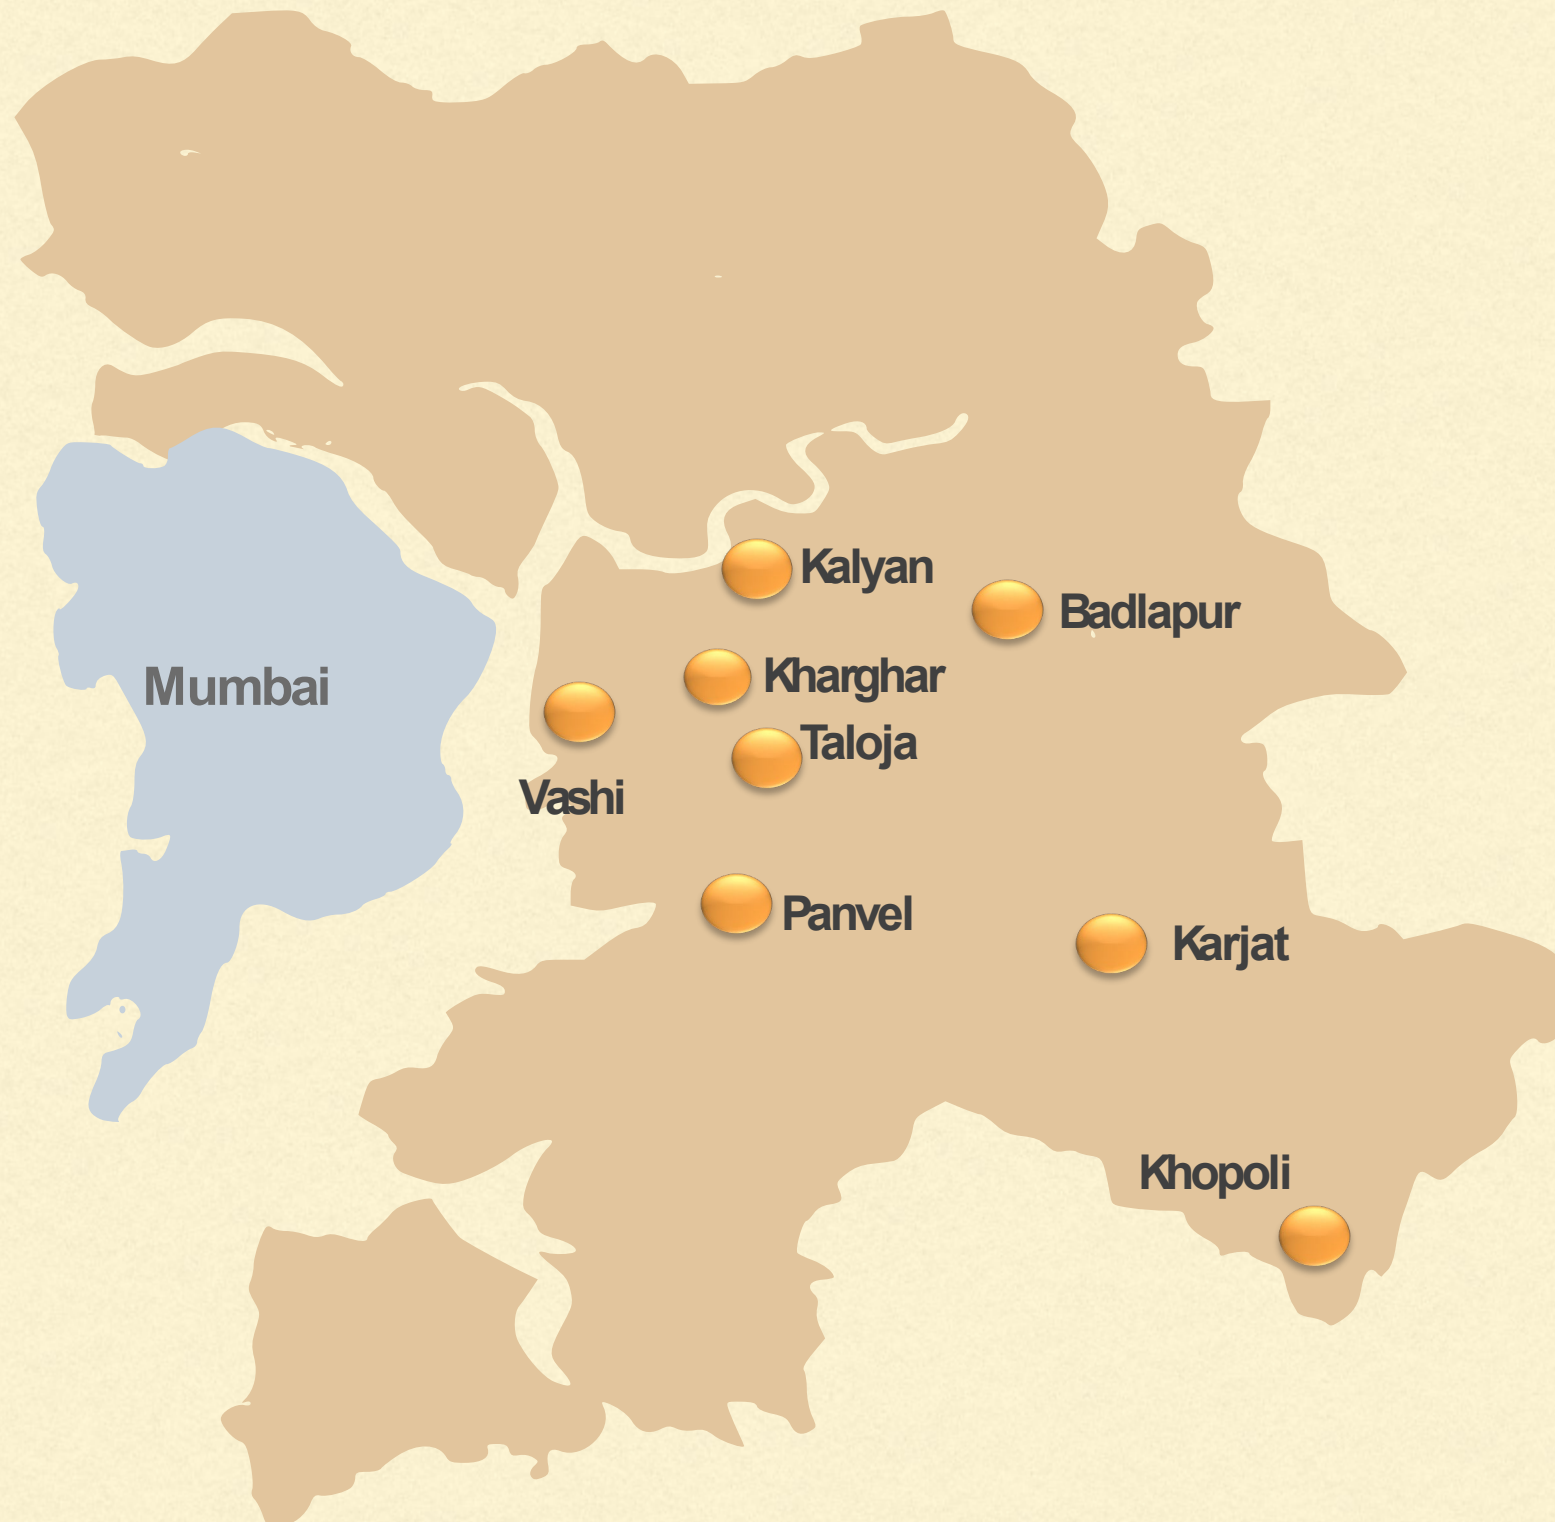 Kalyan
Badlapur
Kharghar
Mumbai
Taloja
Vashi
Panvel
Karjat
Khopoli